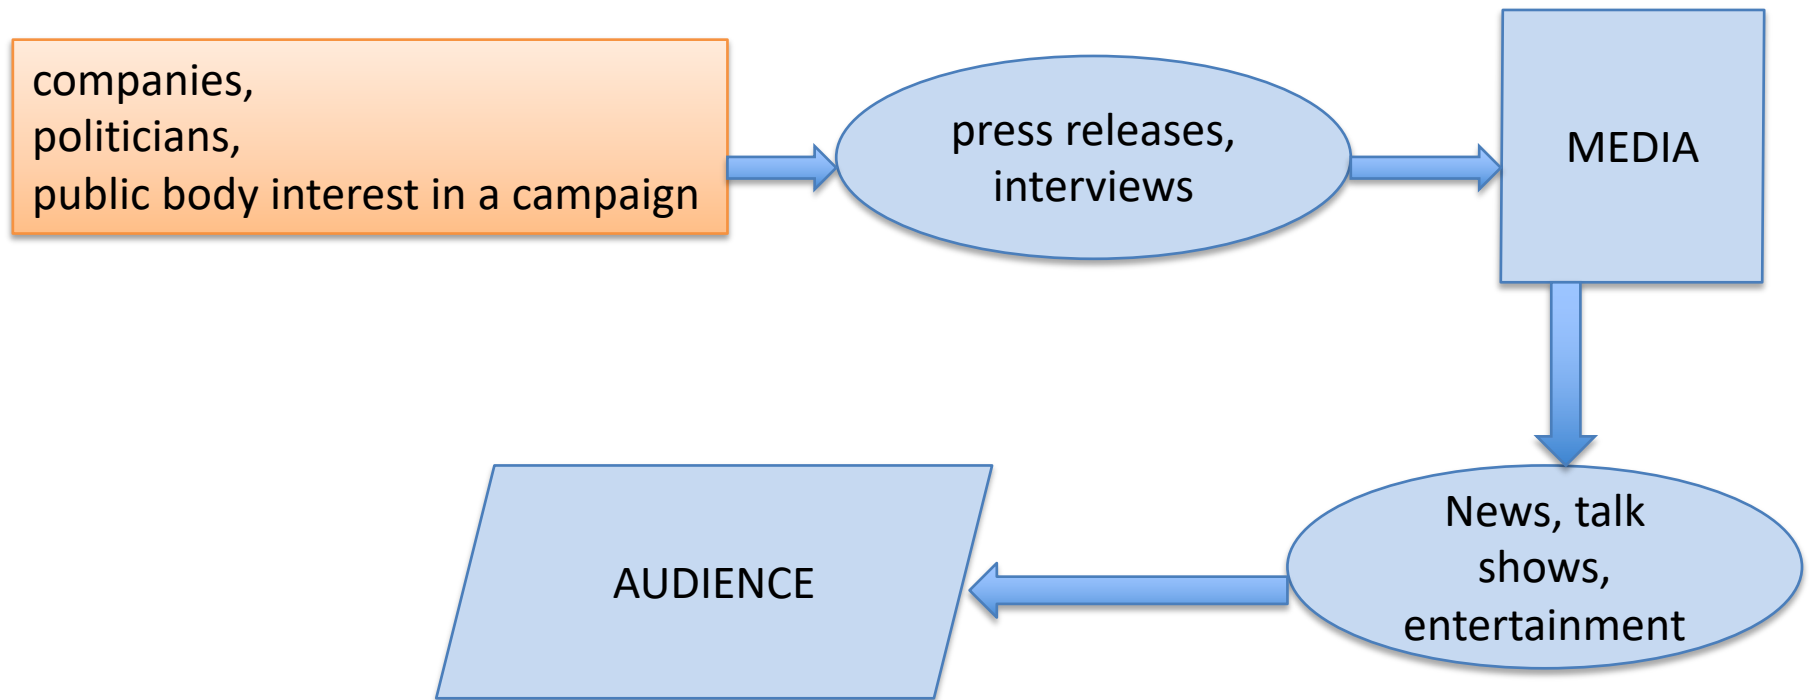 companies,
politicians,
public body interest in a campaign
press releases,
interviews
MEDIA
News, talk
shows,
entertainment
AUDIENCE